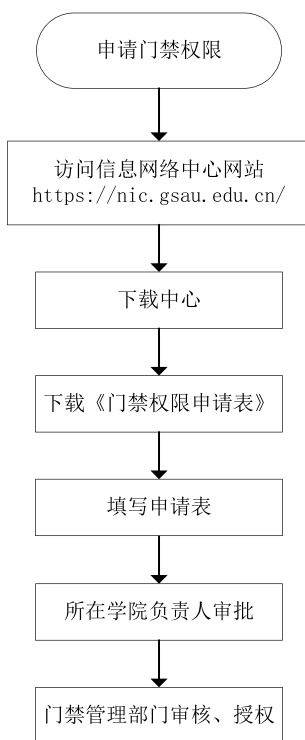 申请门禁权限
访问信息网络中心网站
https://nic.gsau.edu.cn/
下载中心
下载《门禁权限申请表》
填写申请表
所在学院负责人审批
门禁管理部门审核、授权